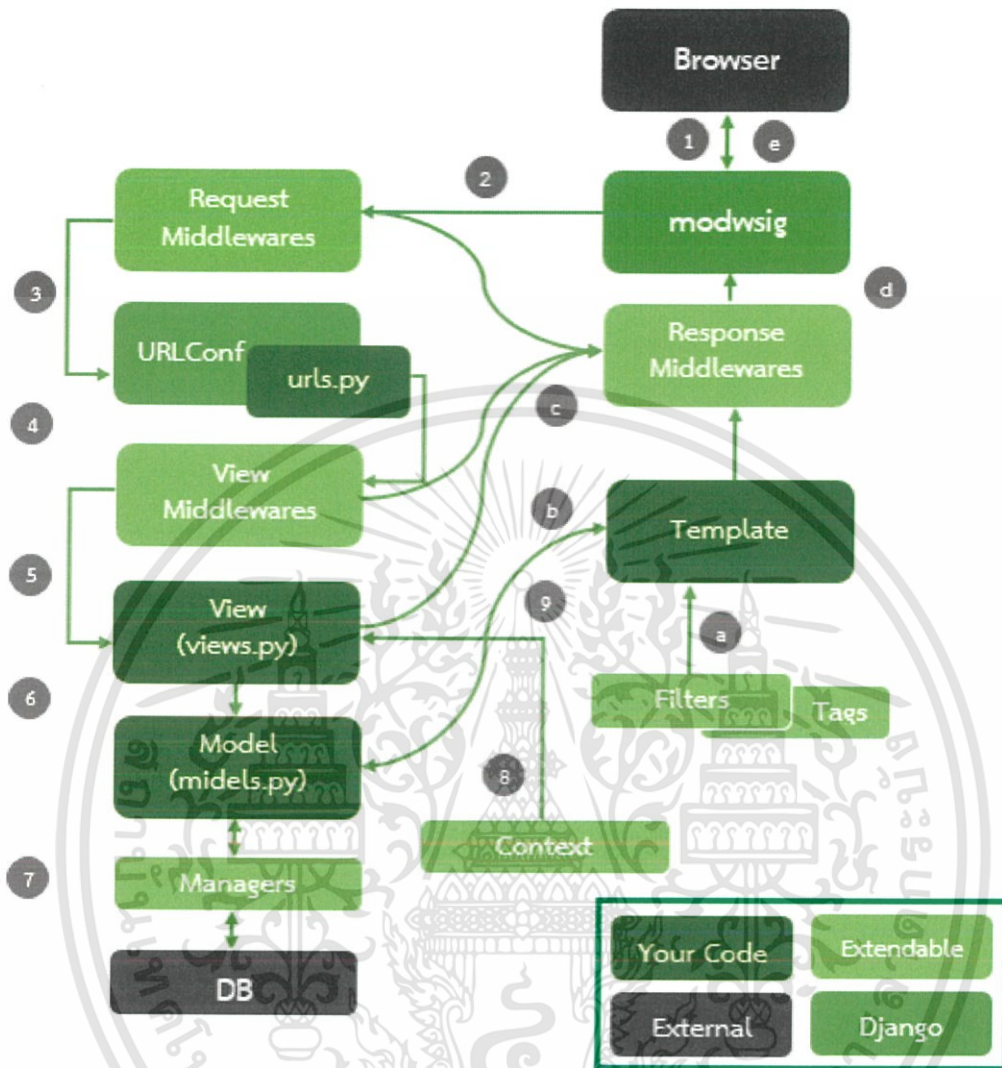 Browser
1
e
2
Request
Middlewares
modwsig
3
d
URLConf
urls.py
Response
Middlewares
c
4
View
Middlewares
b
Template
5
View
(views.py)
9
a
Filters
Tags
6
Model
(midels.py)
8
Context
7
Managers
DB
Your Code
Extendable
External
Django